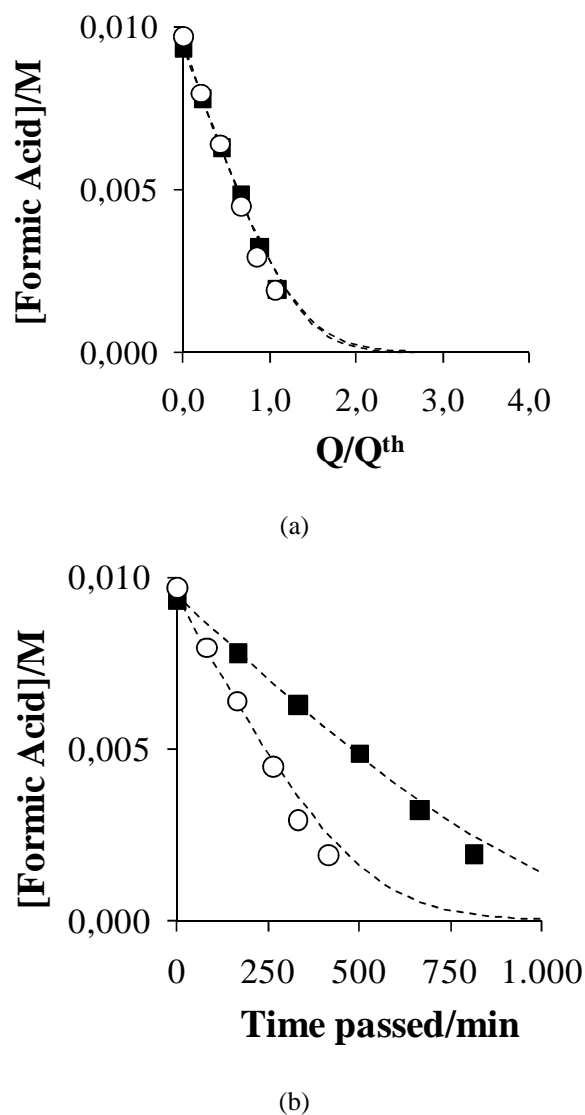 [Formic Acid]/M
0,010
0,005
0,000
0,0 1,0 2,0 3,0 4,0
Q/Qth
(a)
[Formic Acid]/M
0,010
0,005
0,000
0 250 500 750 1.000
Time passed/min
(b)